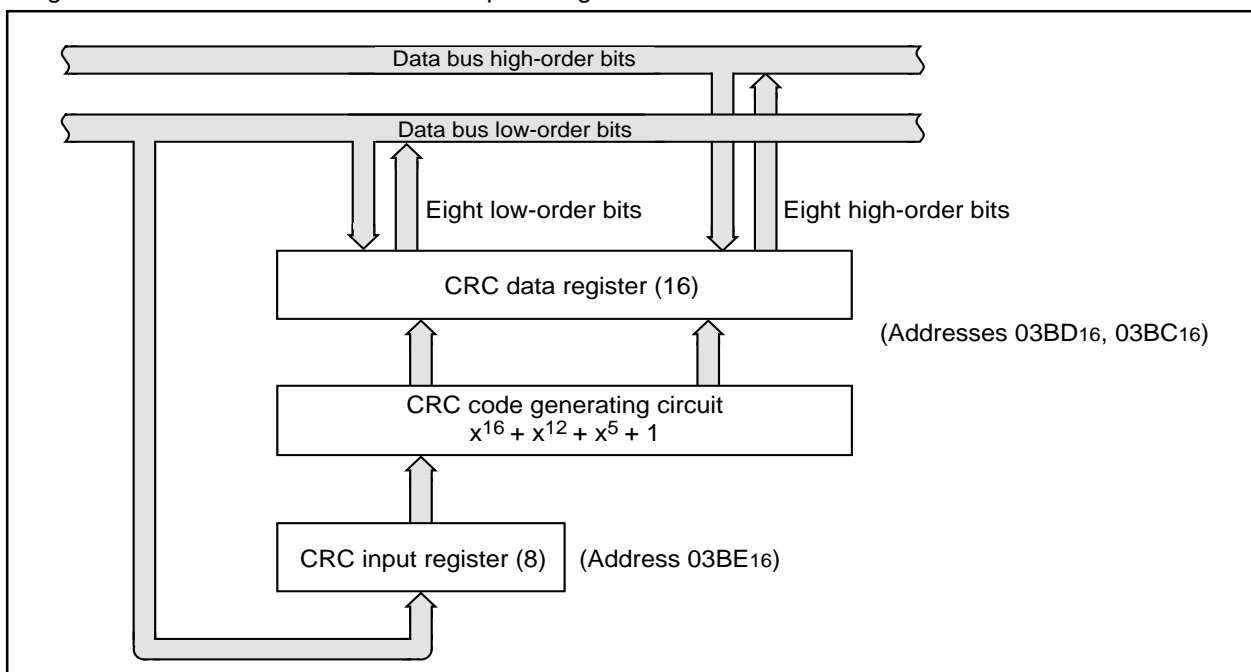 Data bus high-order bits
Data bus low-order bits
Eight low-order bits
Eight high-order bits
CRC data register (16)
(Addresses 03BD16, 03BC16)
CRC code generating circuit
x16 + x12 + x5 + 1
CRC input register (8)
(Address 03BE16)